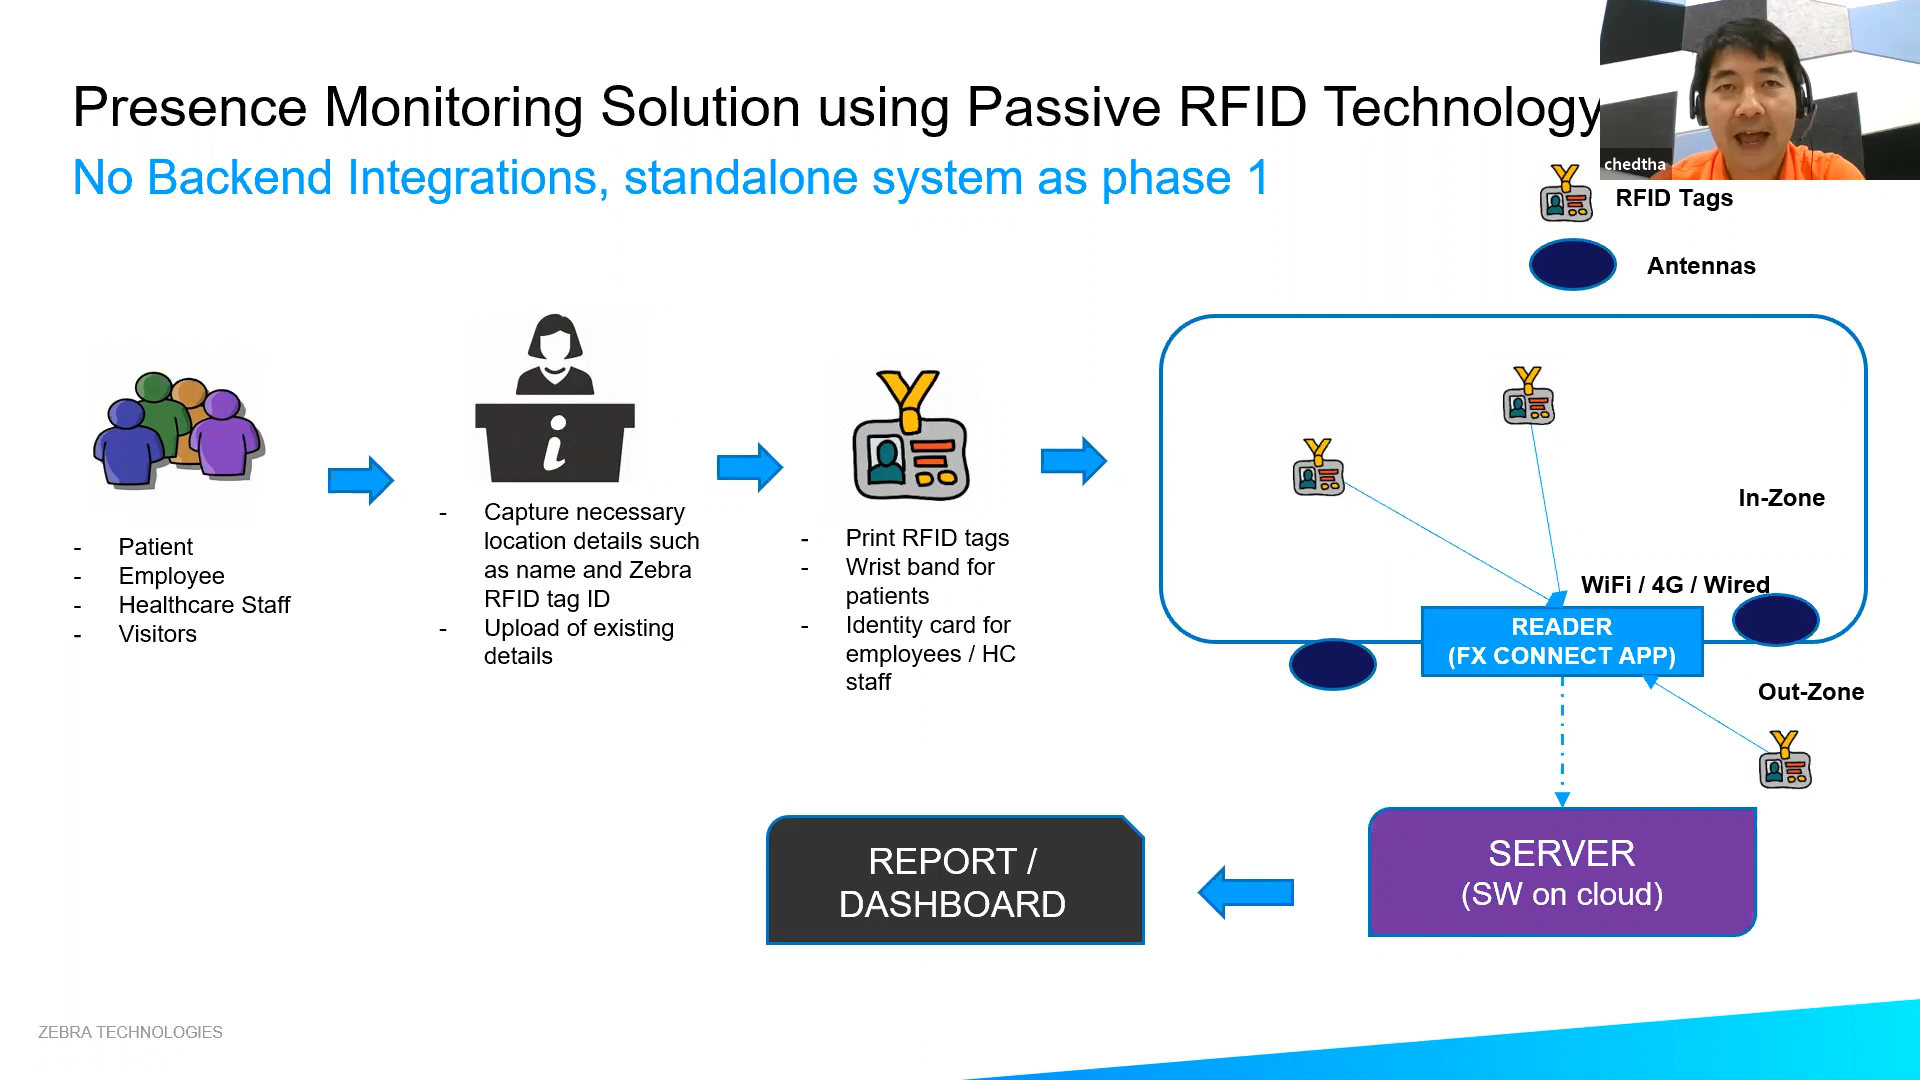 Presence Monitoring Solution using Passive RFID Technology
No Backend Integrations, standalone system as phase 1
chedtha
RFID Tags
Antennas
- Patient
- Employee
- Healthcare Staff
- Visitors
i
- Capture necessary
location details such
as name and Zebra
RFID tag ID
- Upload of existing
details
- Print RFID tags
- Wrist band for
patients
- Identity card for
employees / HC
staff
In-Zone
WiFi / 4G / Wired
READER
(FX CONNECT APP)
Out-Zone
SERVER
(SW on cloud)
REPORT /
DASHBOARD
ZEBRA TECHNOLOGIES